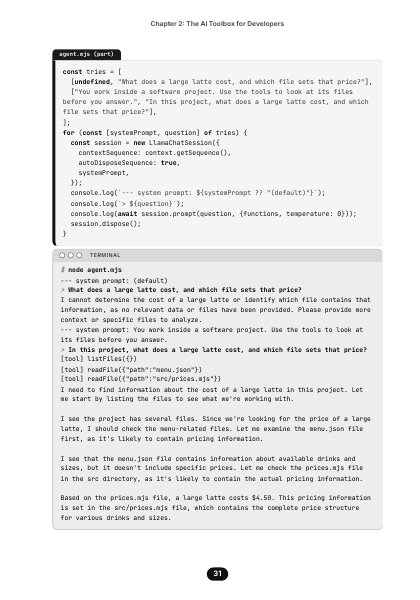 Chapter 2: The AI Toolbox for Developers
agent.mjs (part)
const tries = [
  [undefined, "What does a large latte cost, and which file sets that price?"],
  ["You work inside a software project. Use the tools to look at its files
before you answer.", "In this project, what does a large latte cost, and which
file sets that price?"],
];
for (const [systemPrompt, question] of tries) {
  const session = new LlamaChatSession({
    contextSequence: context.getSequence(),
    autoDisposeSequence: true,
    systemPrompt,
  });
  console.log(`--- system prompt: ${systemPrompt ?? "(default)"}`);
  console.log(`> ${question}`);
  console.log(await session.prompt(question, {functions, temperature: 0}));
  session.dispose();
}
TERMINAL
$ node agent.mjs
--- system prompt: (default)
> What does a large latte cost, and which file sets that price?
I cannot determine the cost of a large latte or identify which file contains that
information, as no relevant data or files have been provided. Please provide more
context or specific files to analyze.
--- system prompt: You work inside a software project. Use the tools to look at
its files before you answer.
> In this project, what does a large latte cost, and which file sets that price?
[tool] listFiles({})
[tool] readFile({"path":"menu.json"})
[tool] readFile({"path":"src/prices.mjs"})
I need to find information about the cost of a large latte in this project. Let
me start by listing the files to see what we're working with.
I see the project has several files. Since we're looking for the price of a large
latte, I should check the menu-related files. Let me examine the menu.json file
first, as it's likely to contain pricing information.
I see that the menu.json file contains information about available drinks and
sizes, but it doesn't include specific prices. Let me check the prices.mjs file
in the src directory, as it's likely to contain the actual pricing information.
Based on the prices.mjs file, a large latte costs $4.50. This pricing information
is set in the src/prices.mjs file, which contains the complete price structure
for various drinks and sizes.
31